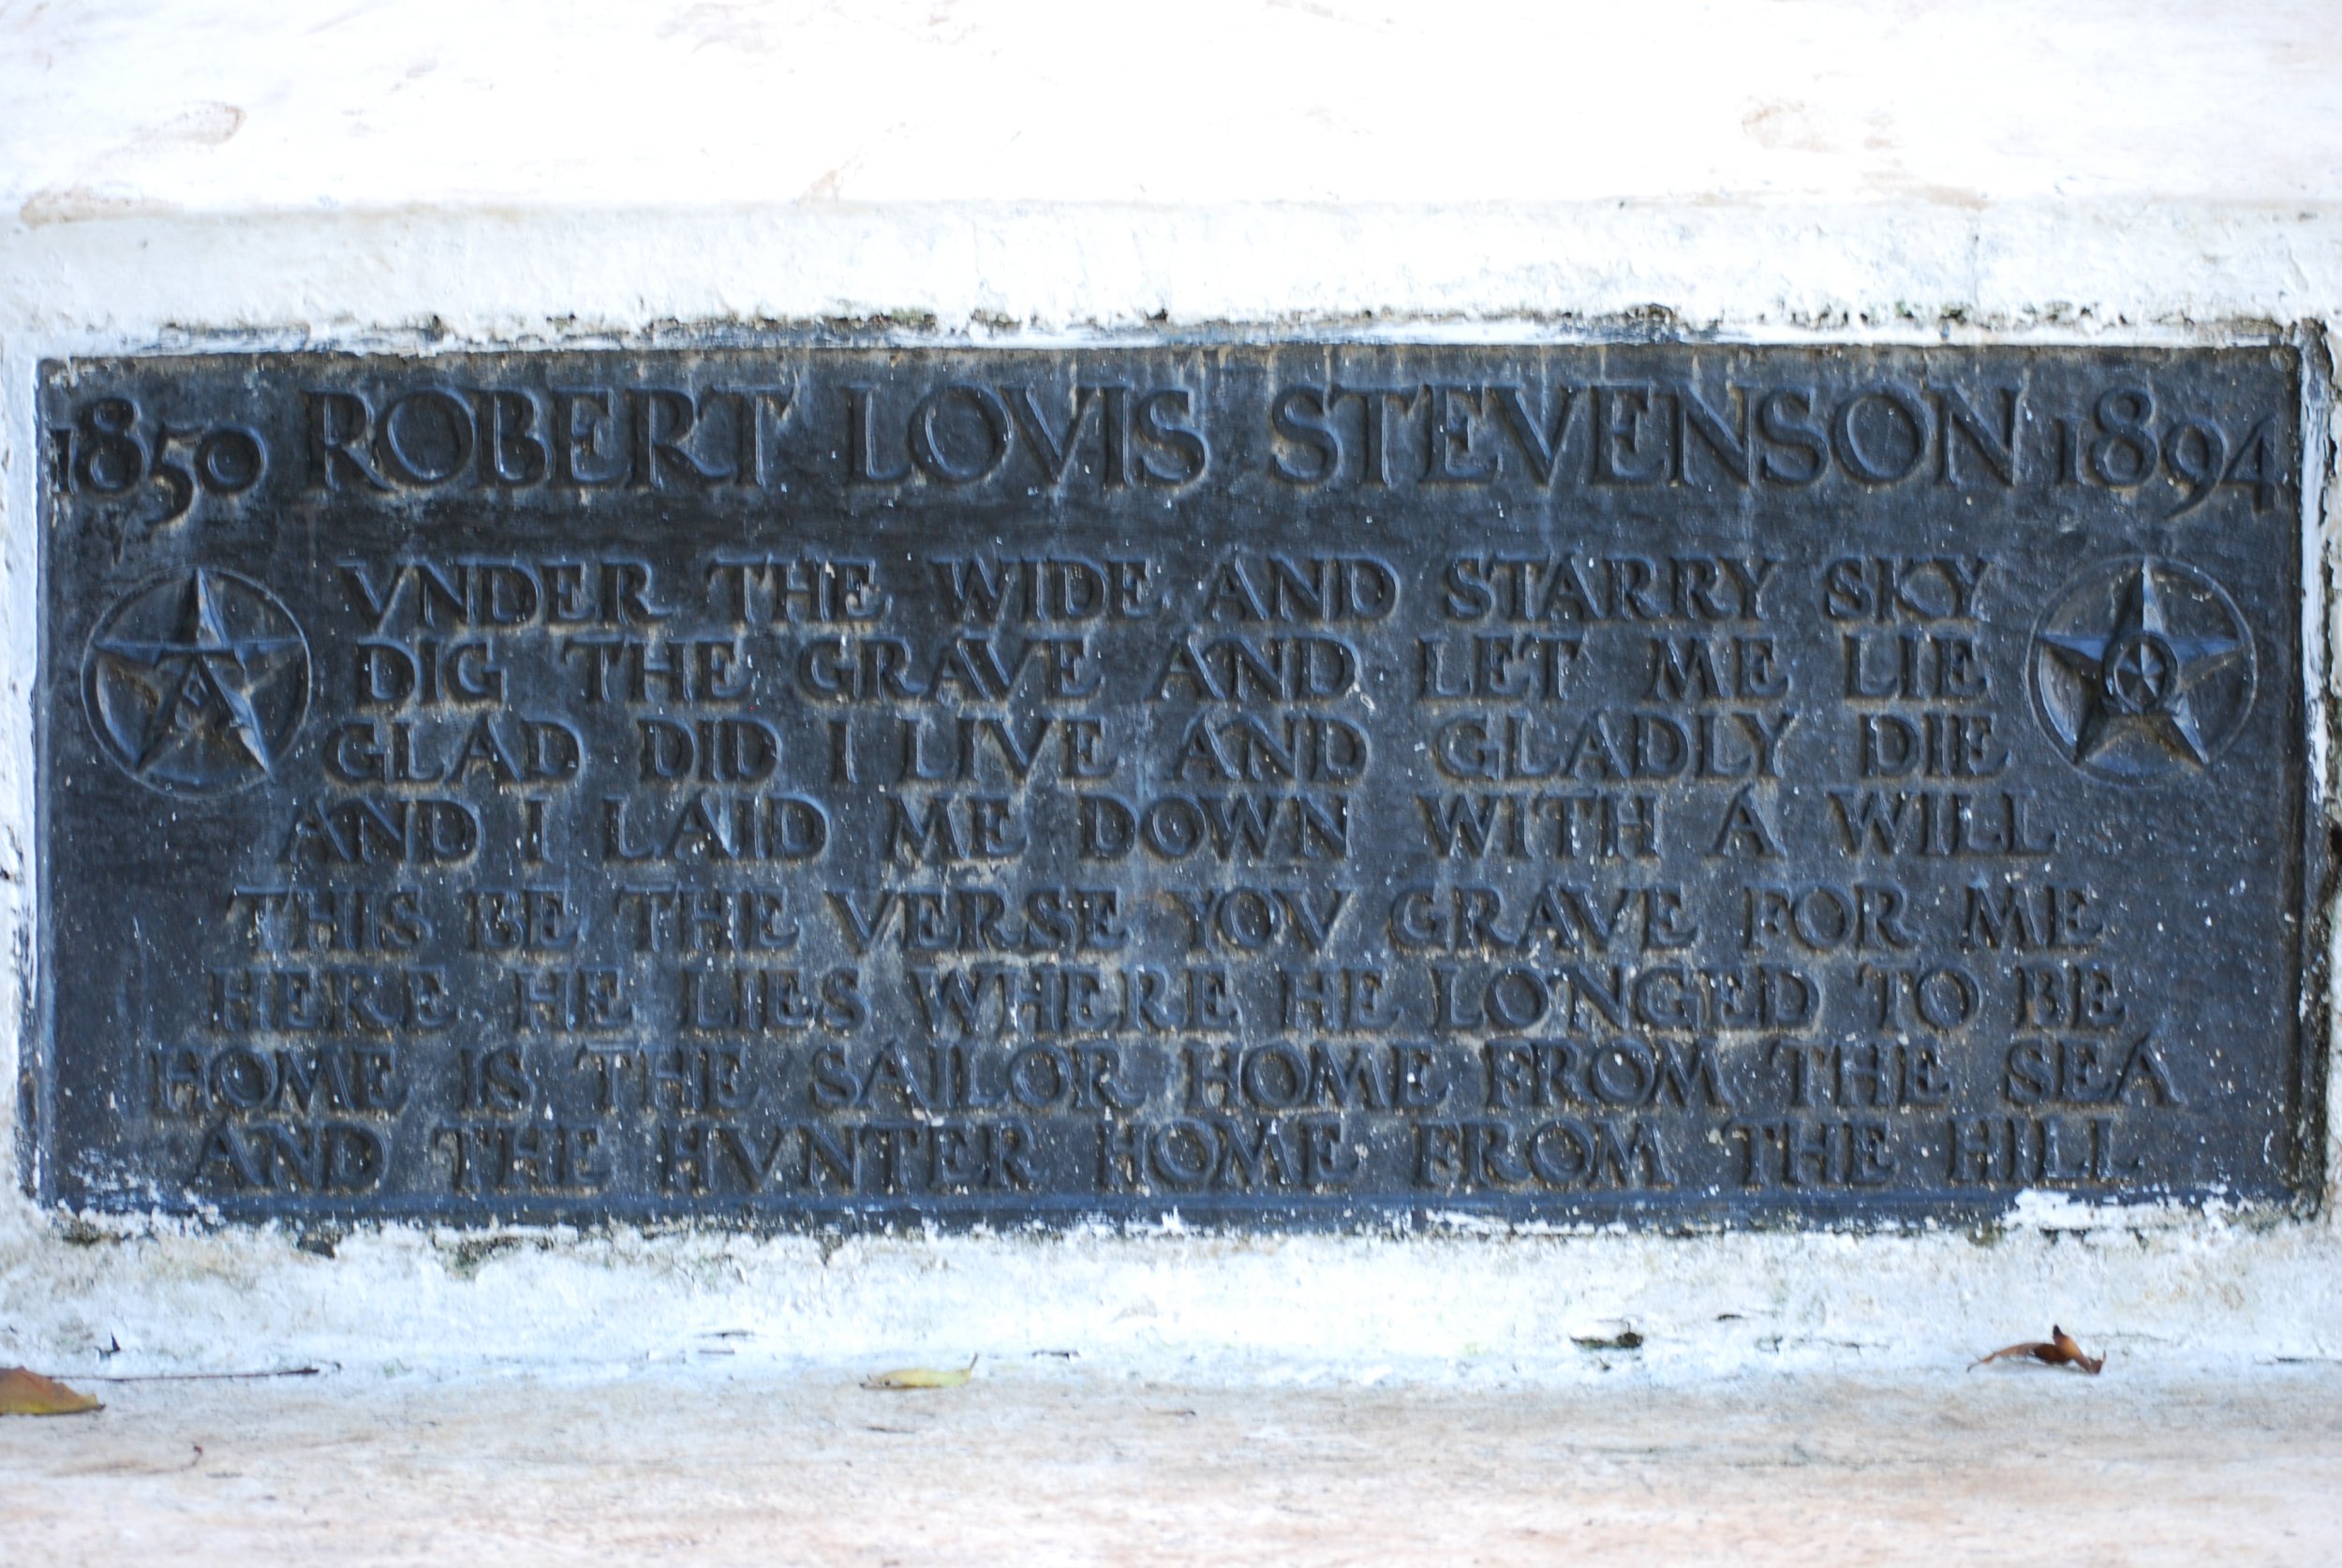 1850 ROBERT LOVIS STEVENSON 1894
VNDER THE WIDE AND STARRY SKY
DIG THE GRAVE AND LET ME LIE
GLAD DID I LIVE AND GLADLY DIE
AND I LAID ME DOWN WITH A WILL
THIS BE THE VERSE YOV GRAVE FOR ME
HERE HE LIES WHERE HE LONGED TO BE
HOME IS THE SAILOR HOME FROM THE SEA
AND THE HVNTER HOME FROM THE HILL